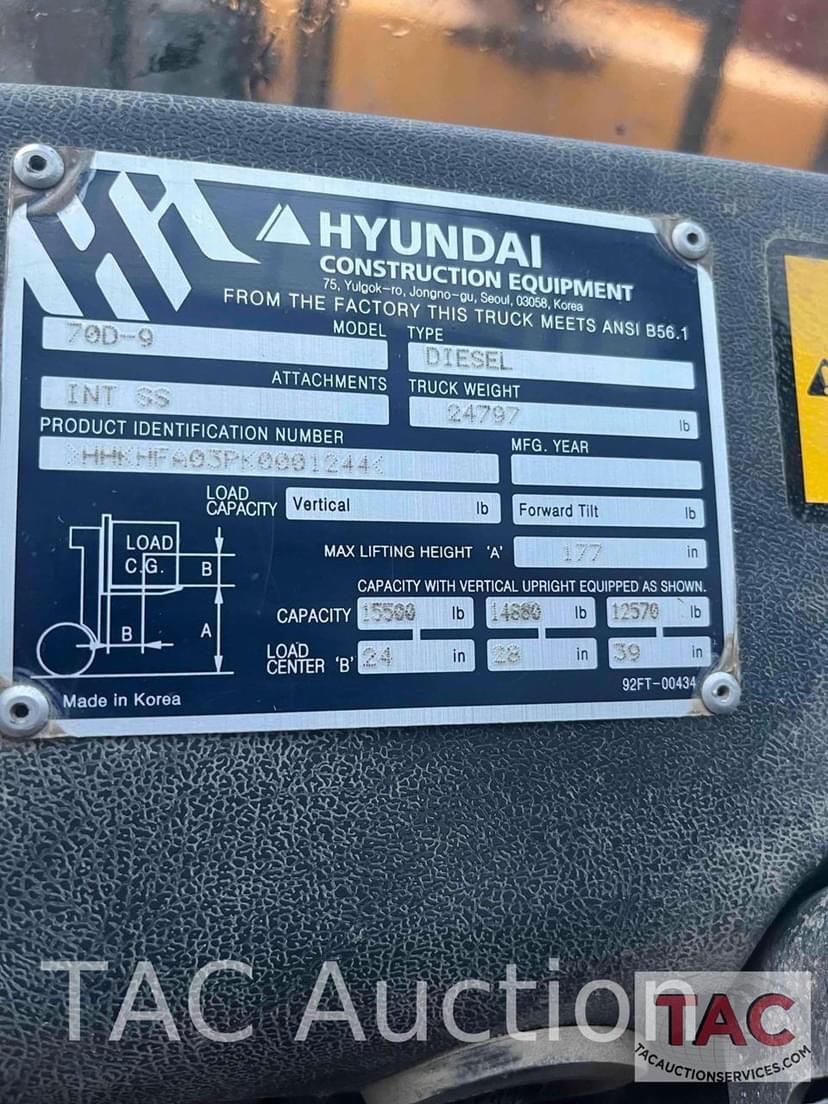 HYUNDAI
CONSTRUCTION EQUIPMENT
75, Yulgok-ro, Jongno-gu, Seoul, 03058, Korea
FROM THE FACTORY THIS TRUCK MEETS ANSI B56.1
70D-9 MODEL TYPE DIESEL
INT SS ATTACHMENTS TRUCK WEIGHT 24797 lb
PRODUCT IDENTIFICATION NUMBER MFG. YEAR
HHKHFA03PK0001244
LOAD CAPACITY Vertical lb Forward Tilt lb
MAX LIFTING HEIGHT 'A' 177 in
CAPACITY WITH VERTICAL UPRIGHT EQUIPPED AS SHOWN.
CAPACITY 15500 lb 14880 lb 12570 lb
LOAD CENTER 'B' 24 in 28 in 39 in
LOAD
C.G.
B
B
A
92FT-00434
Made in Korea
TAC Auction
TAC
TACAUCTIONSERVICES.COM